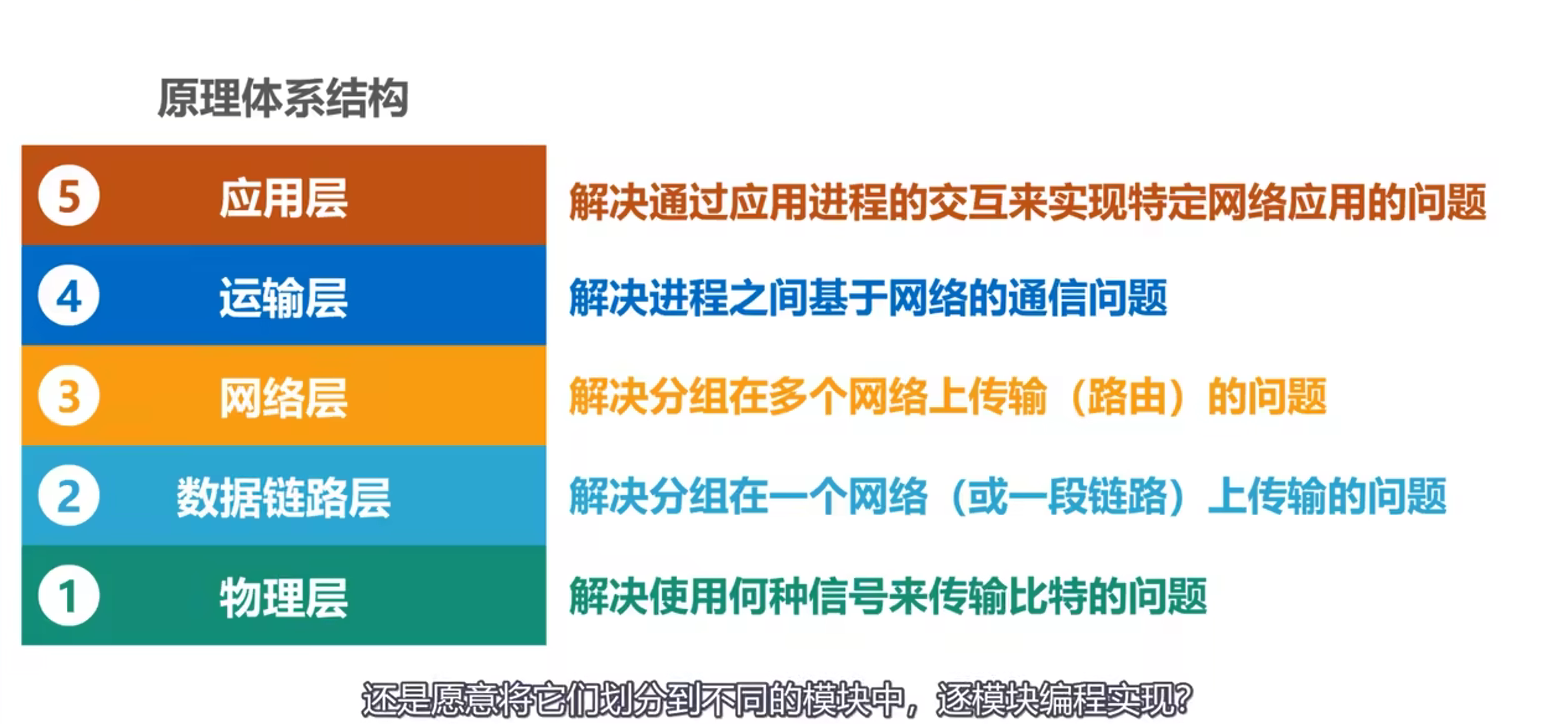 原理体系结构
5 应用层 解决通过应用进程的交互来实现特定网络应用的问题
4 运输层 解决进程之间基于网络的通信问题
3 网络层 解决分组在多个网络上传输（路由）的问题
2 数据链路层 解决分组在一个网络（或一段链路）上传输的问题
1 物理层 解决使用何种信号来传输比特的问题
还是愿意将它们划分到不同的模块中，逐模块编程实现？